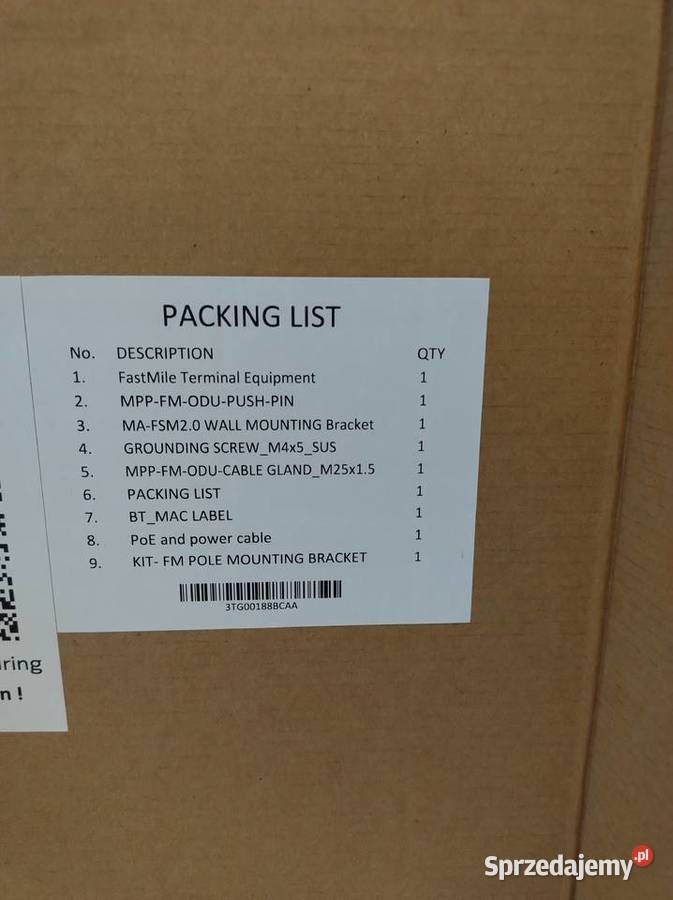 PACKING LIST
No. DESCRIPTION QTY
1. FastMile Terminal Equipment 1
2. MPP-FM-ODU-PUSH-PIN 1
3. MA-FSM2.0 WALL MOUNTING Bracket 1
4. GROUNDING SCREW_M4x5_SUS 1
5. MPP-FM-ODU-CABLE GLAND_M25x1.5 1
6. PACKING LIST 1
7. BT_MAC LABEL 1
8. PoE and power cable 1
9. KIT- FM POLE MOUNTING BRACKET 1
3TG00188BCAA
ring
n !
Sprzedajemy.pl